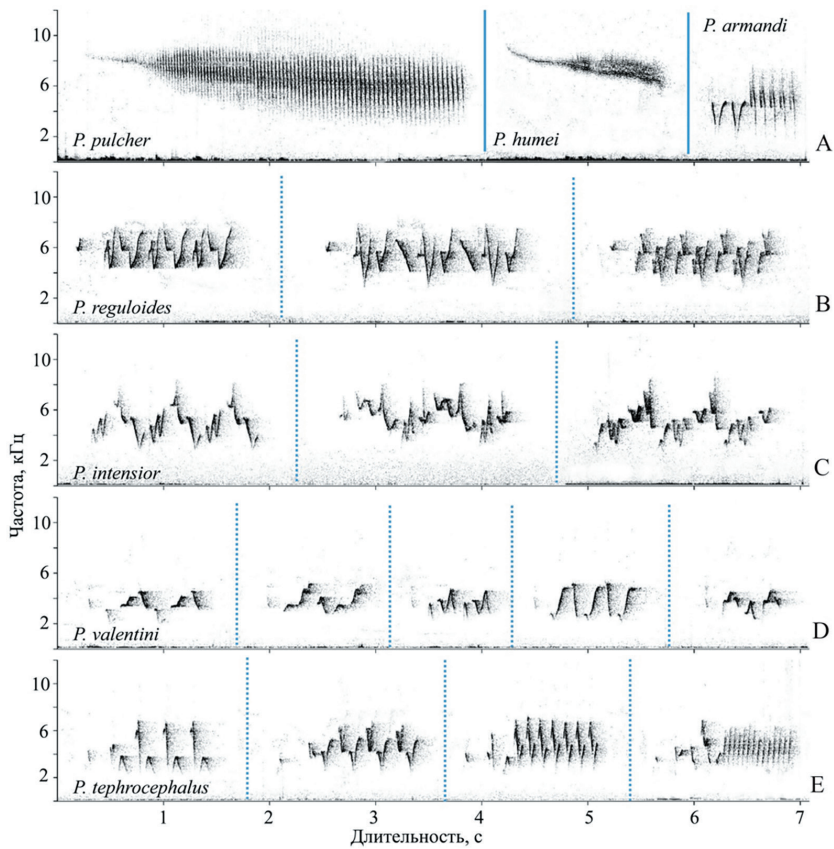 12
10
6
2
P. pulcher
P. humei
P. armandi
A
10
6
2
P. reguloides
B
10
6
2
P. intensior
C
10
6
2
P. valentini
D
10
6
2
P. tephrocephalus
E
1 2 3 4 5 6 7
Частота, кГц
Длительность, с